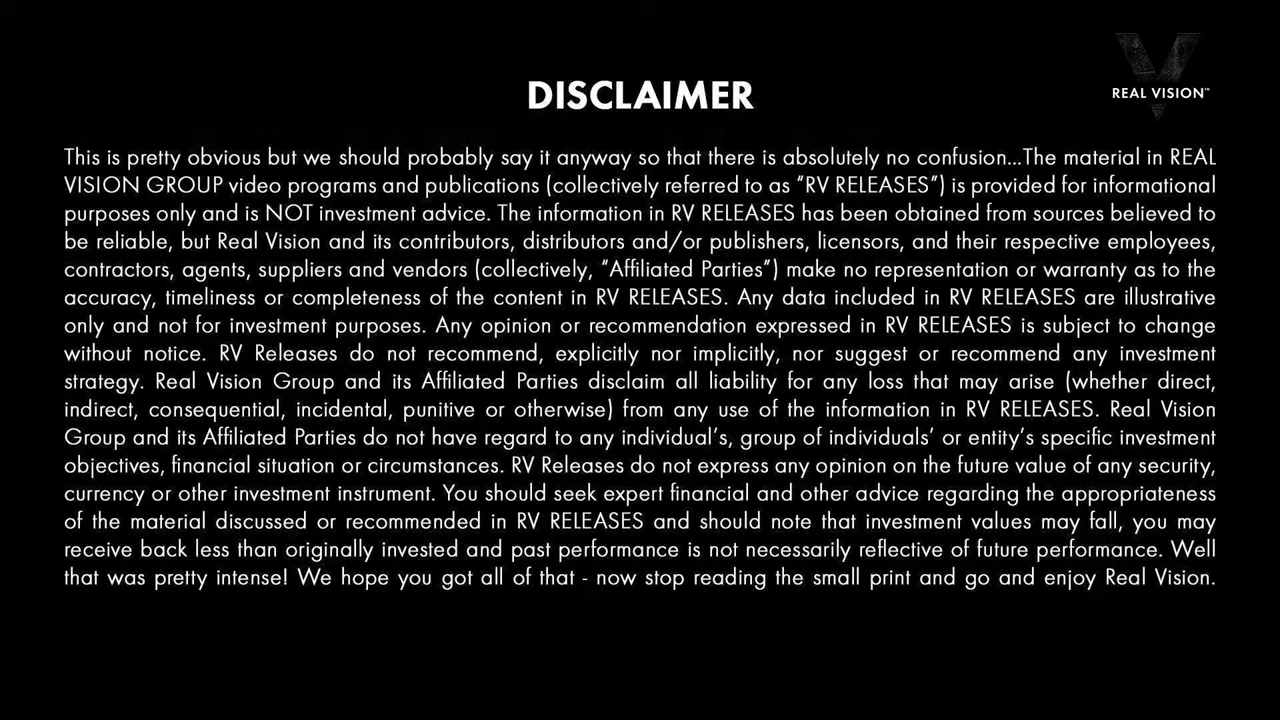 REAL VISION™
DISCLAIMER
This is pretty obvious but we should probably say it anyway so that there is absolutely no confusion...The material in REAL
VISION GROUP video programs and publications (collectively referred to as “RV RELEASES”) is provided for informational
purposes only and is NOT investment advice. The information in RV RELEASES has been obtained from sources believed to
be reliable, but Real Vision and its contributors, distributors and/or publishers, licensors, and their respective employees,
contractors, agents, suppliers and vendors (collectively, “Affiliated Parties”) make no representation or warranty as to the
accuracy, timeliness or completeness of the content in RV RELEASES. Any data included in RV RELEASES are illustrative
only and not for investment purposes. Any opinion or recommendation expressed in RV RELEASES is subject to change
without notice. RV Releases do not recommend, explicitly nor implicitly, nor suggest or recommend any investment
strategy. Real Vision Group and its Affiliated Parties disclaim all liability for any loss that may arise (whether direct,
indirect, consequential, incidental, punitive or otherwise) from any use of the information in RV RELEASES. Real Vision
Group and its Affiliated Parties do not have regard to any individual’s, group of individuals’ or entity’s specific investment
objectives, financial situation or circumstances. RV Releases do not express any opinion on the future value of any security,
currency or other investment instrument. You should seek expert financial and other advice regarding the appropriateness
of the material discussed or recommended in RV RELEASES and should note that investment values may fall, you may
receive back less than originally invested and past performance is not necessarily reflective of future performance. Well
that was pretty intense! We hope you got all of that - now stop reading the small print and go and enjoy Real Vision.